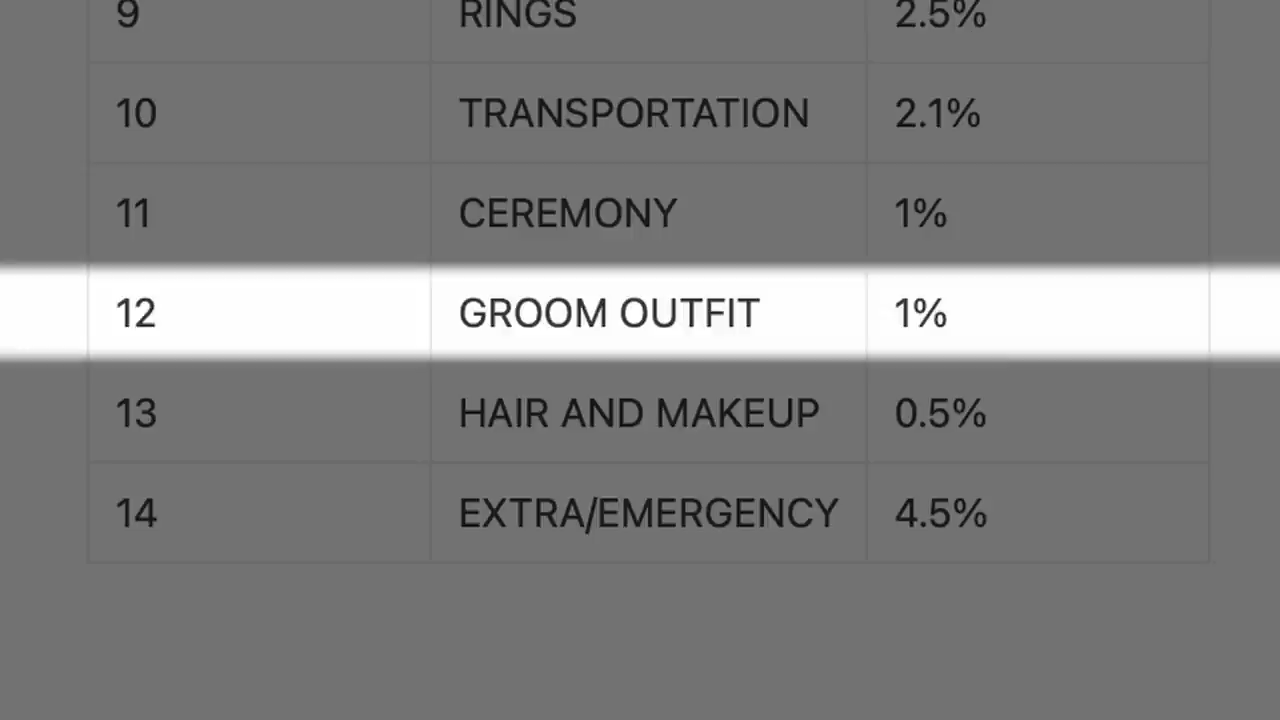 9 RINGS 2.5%
10 TRANSPORTATION 2.1%
11 CEREMONY 1%
12 GROOM OUTFIT 1%
13 HAIR AND MAKEUP 0.5%
14 EXTRA/EMERGENCY 4.5%